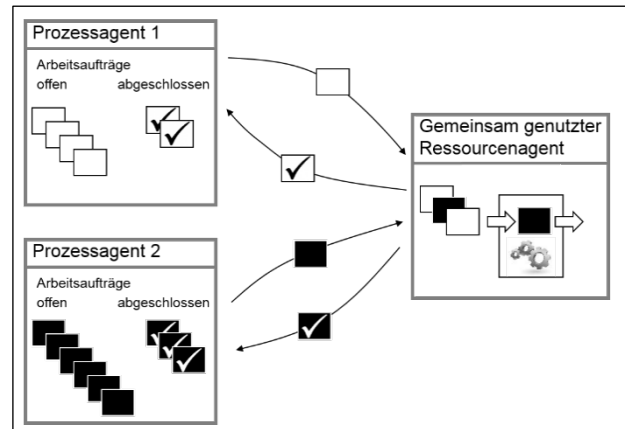 Prozessagent 1
Arbeitsaufträge
offen abgeschlossen
Gemeinsam genutzter
Ressourcenagent
Prozessagent 2
Arbeitsaufträge
offen abgeschlossen